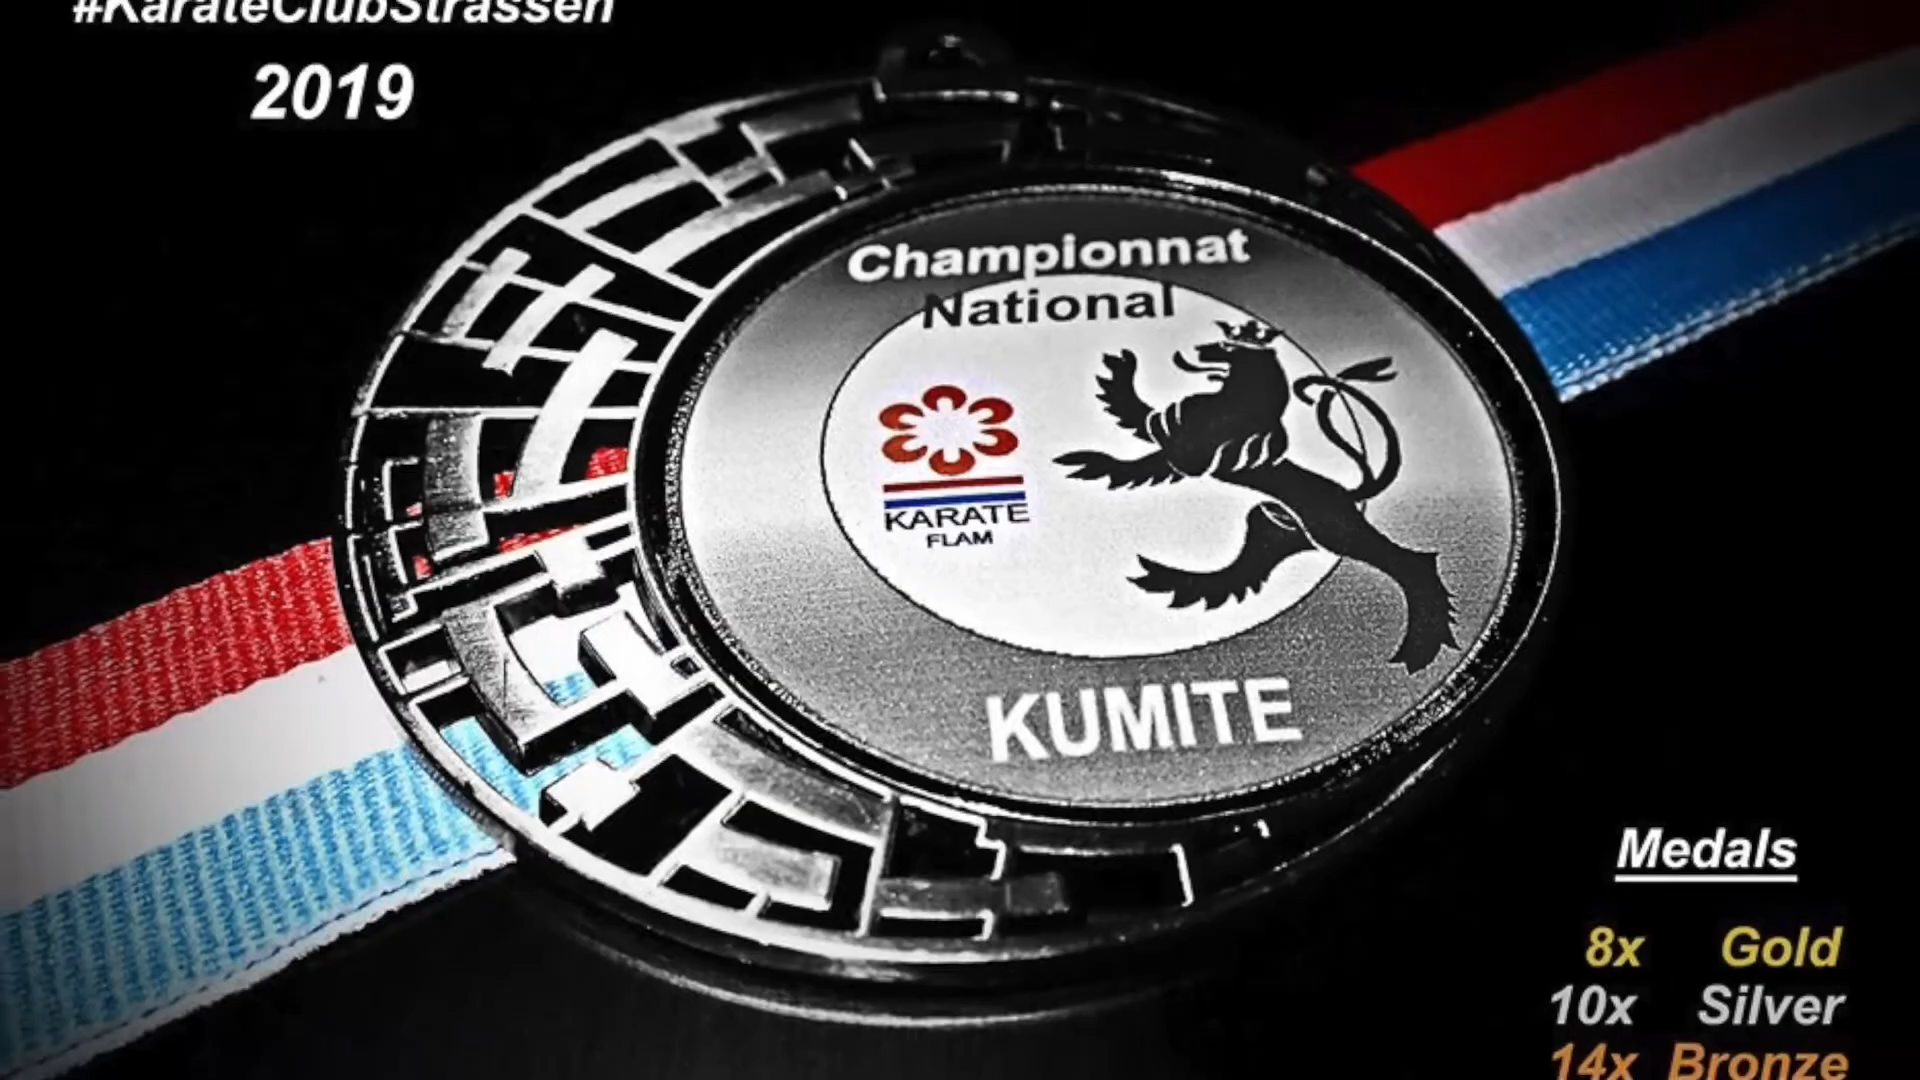 #KarateClubStrassen
2019
Championnat
National
KARATE
FLAM
KUMITE
Medals
8x Gold
10x Silver
14x Bronze